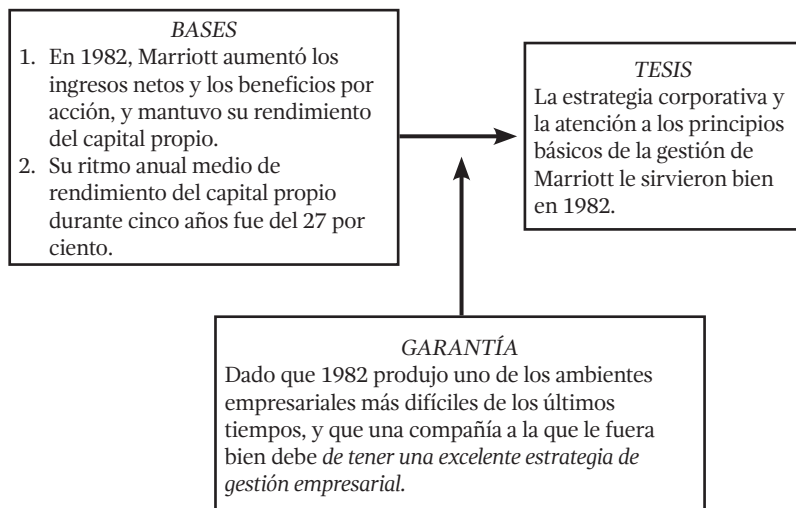 BASES
1. En 1982, Marriott aumentó los
ingresos netos y los beneficios por
acción, y mantuvo su rendimiento
del capital propio.
2. Su ritmo anual medio de
rendimiento del capital propio
durante cinco años fue del 27 por
ciento.
TESIS
La estrategia corporativa y
la atención a los principios
básicos de la gestión de
Marriott le sirvieron bien
en 1982.
GARANTÍA
Dado que 1982 produjo uno de los ambientes
empresariales más difíciles de los últimos
tiempos, y que una compañía a la que le fuera
bien debe de tener una excelente estrategia de
gestión empresarial.